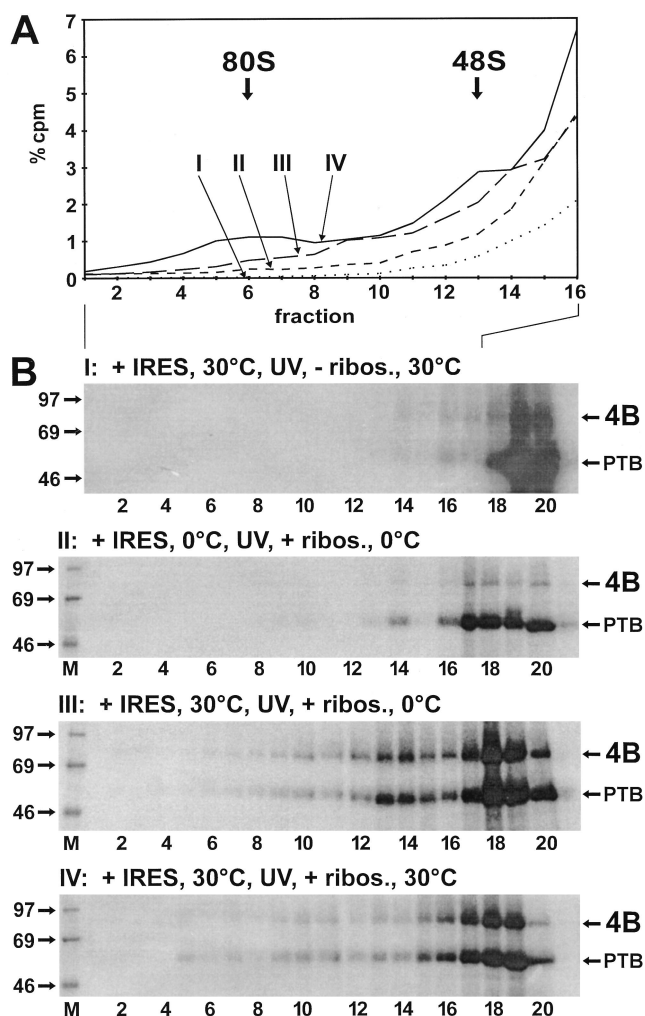 A
7
6
5
4
3
2
1
0
% cpm
80S
48S
I II III IV
2 4 6 8 10 12 14 16
fraction
B
I: + IRES, 30°C, UV, - ribos., 30°C
97
69
46
4B
PTB
2 4 6 8 10 12 14 16 18 20
II: + IRES, 0°C, UV, + ribos., 0°C
97
69
46
4B
PTB
M 2 4 6 8 10 12 14 16 18 20
III: + IRES, 30°C, UV, + ribos., 0°C
97
69
46
4B
PTB
M 2 4 6 8 10 12 14 16 18 20
IV: + IRES, 30°C, UV, + ribos., 30°C
97
69
46
4B
PTB
M 2 4 6 8 10 12 14 16 18 20